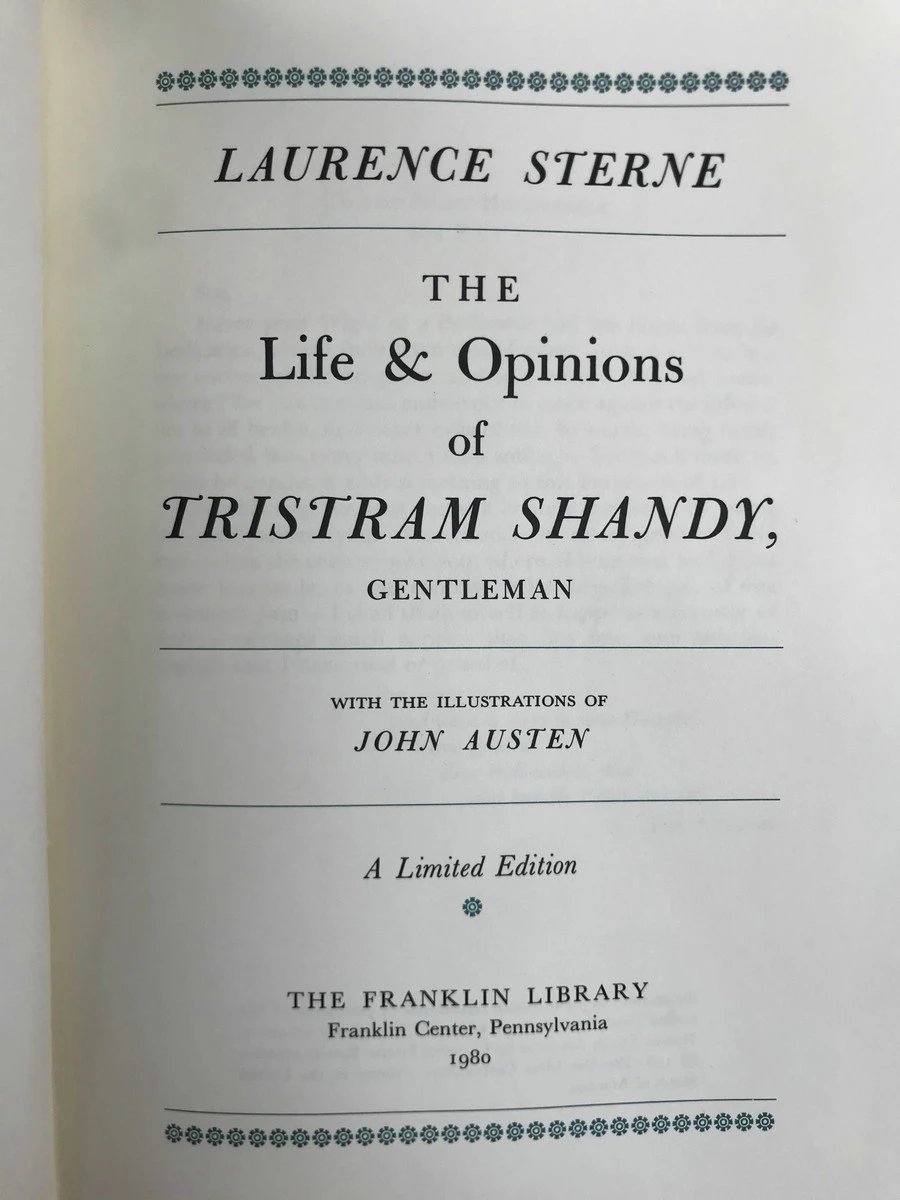 LAURENCE STERNE
THE
Life & Opinions
of
TRISTRAM SHANDY,
GENTLEMAN
WITH THE ILLUSTRATIONS OF
JOHN AUSTEN
A Limited Edition
THE FRANKLIN LIBRARY
Franklin Center, Pennsylvania
1980